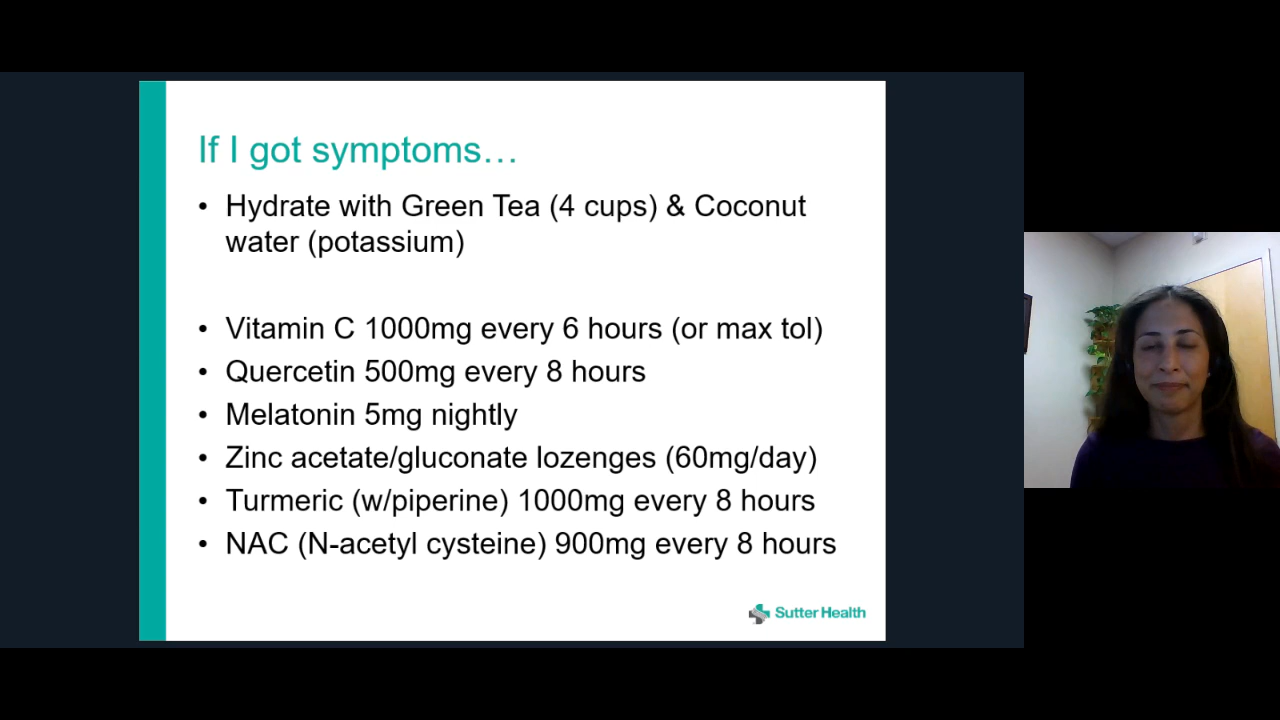 If I got symptoms…
• Hydrate with Green Tea (4 cups) & Coconut
water (potassium)
• Vitamin C 1000mg every 6 hours (or max tol)
• Quercetin 500mg every 8 hours
• Melatonin 5mg nightly
• Zinc acetate/gluconate lozenges (60mg/day)
• Turmeric (w/piperine) 1000mg every 8 hours
• NAC (N-acetyl cysteine) 900mg every 8 hours
Sutter Health